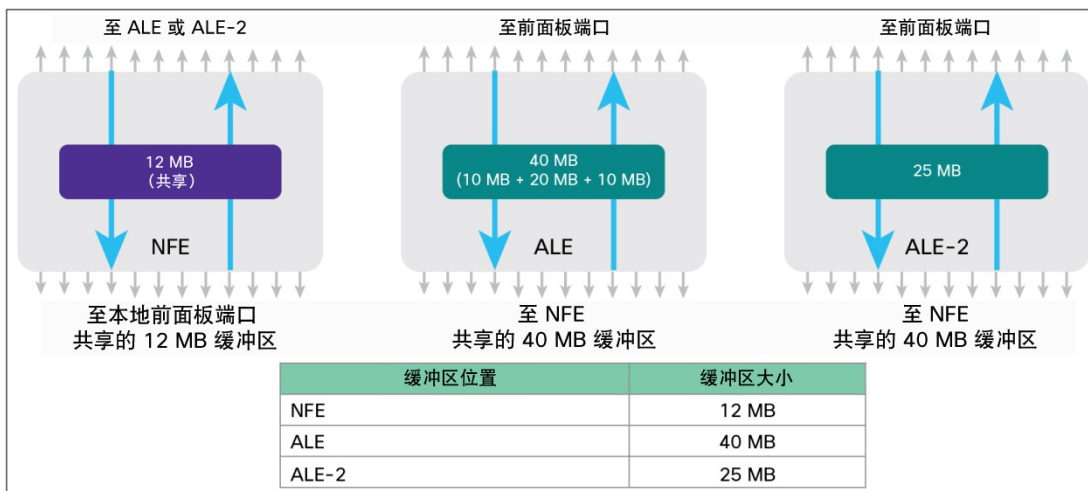 至 ALE 或 ALE-2
12 MB
（共享）
NFE
至本地前面板端口
共享的 12 MB 缓冲区
至前面板端口
40 MB
(10 MB + 20 MB + 10 MB)
ALE
至 NFE
共享的 40 MB 缓冲区
至前面板端口
25 MB
ALE-2
至 NFE
共享的 40 MB 缓冲区
缓冲区位置 缓冲区大小
NFE 12 MB
ALE 40 MB
ALE-2 25 MB